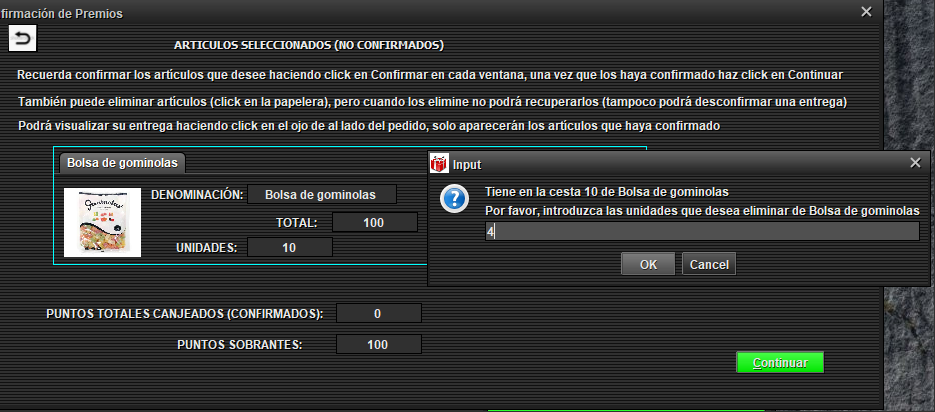 firmación de Premios
ARTICULOS SELECCIONADOS (NO CONFIRMADOS)
Recuerda confirmar los artículos que desee haciendo click en Confirmar en cada ventana, una vez que los haya confirmado haz click en Continuar
También puede eliminar artículos (click en la papelera), pero cuando los elimine no podrá recuperarlos (tampoco podrá desconfirmar una entrega)
Podrá visualizar su entrega haciendo click en el ojo de al lado del pedido, solo aparecerán los artículos que haya confirmado
Bolsa de gominolas
DENOMINACIÓN: Bolsa de gominolas
TOTAL: 100
UNIDADES: 10
Input
Tiene en la cesta 10 de Bolsa de gominolas
Por favor, introduzca las unidades que desea eliminar de Bolsa de gominolas
4
OK Cancel
PUNTOS TOTALES CANJEADOS (CONFIRMADOS): 0
PUNTOS SOBRANTES: 100
Continuar